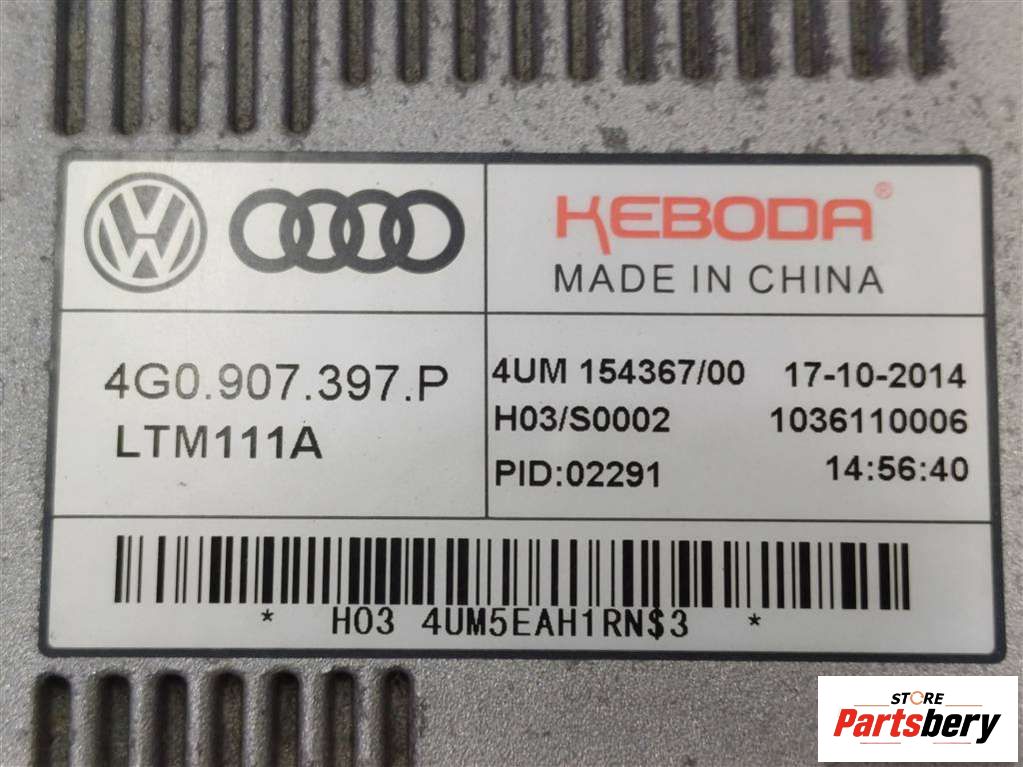 KEBODA®
MADE IN CHINA
4G0.907.397.P
LTM111A
4UM 154367/00 17-10-2014
H03/S0002 1036110006
PID:02291 14:56:40
* H03 4UM5EAH1RN$3 *
STORE
Partsbery